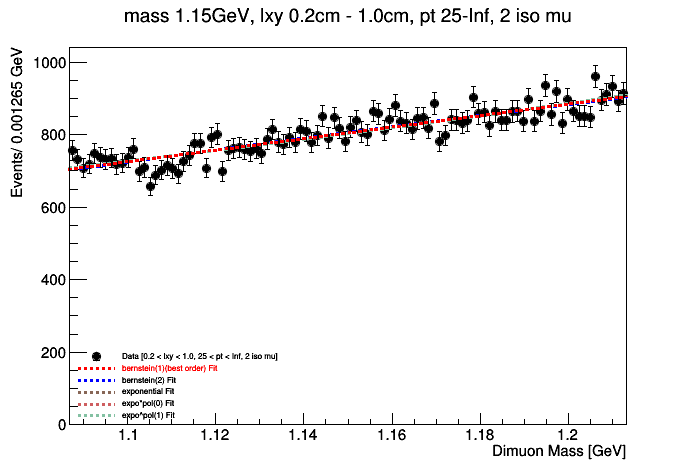 mass 1.15GeV, lxy 0.2cm - 1.0cm, pt 25-Inf, 2 iso mu
Events/ 0.001265 GeV
1000
800
600
400
200
0
Data [0.2 < lxy < 1.0, 25 < pt < Inf, 2 iso mu]
bernstein(1)(best order) Fit
bernstein(2) Fit
exponential Fit
expo*pol(0) Fit
expo^pol(1) Fit
1.1 1.12 1.14 1.16 1.18 1.2
Dimuon Mass [GeV]